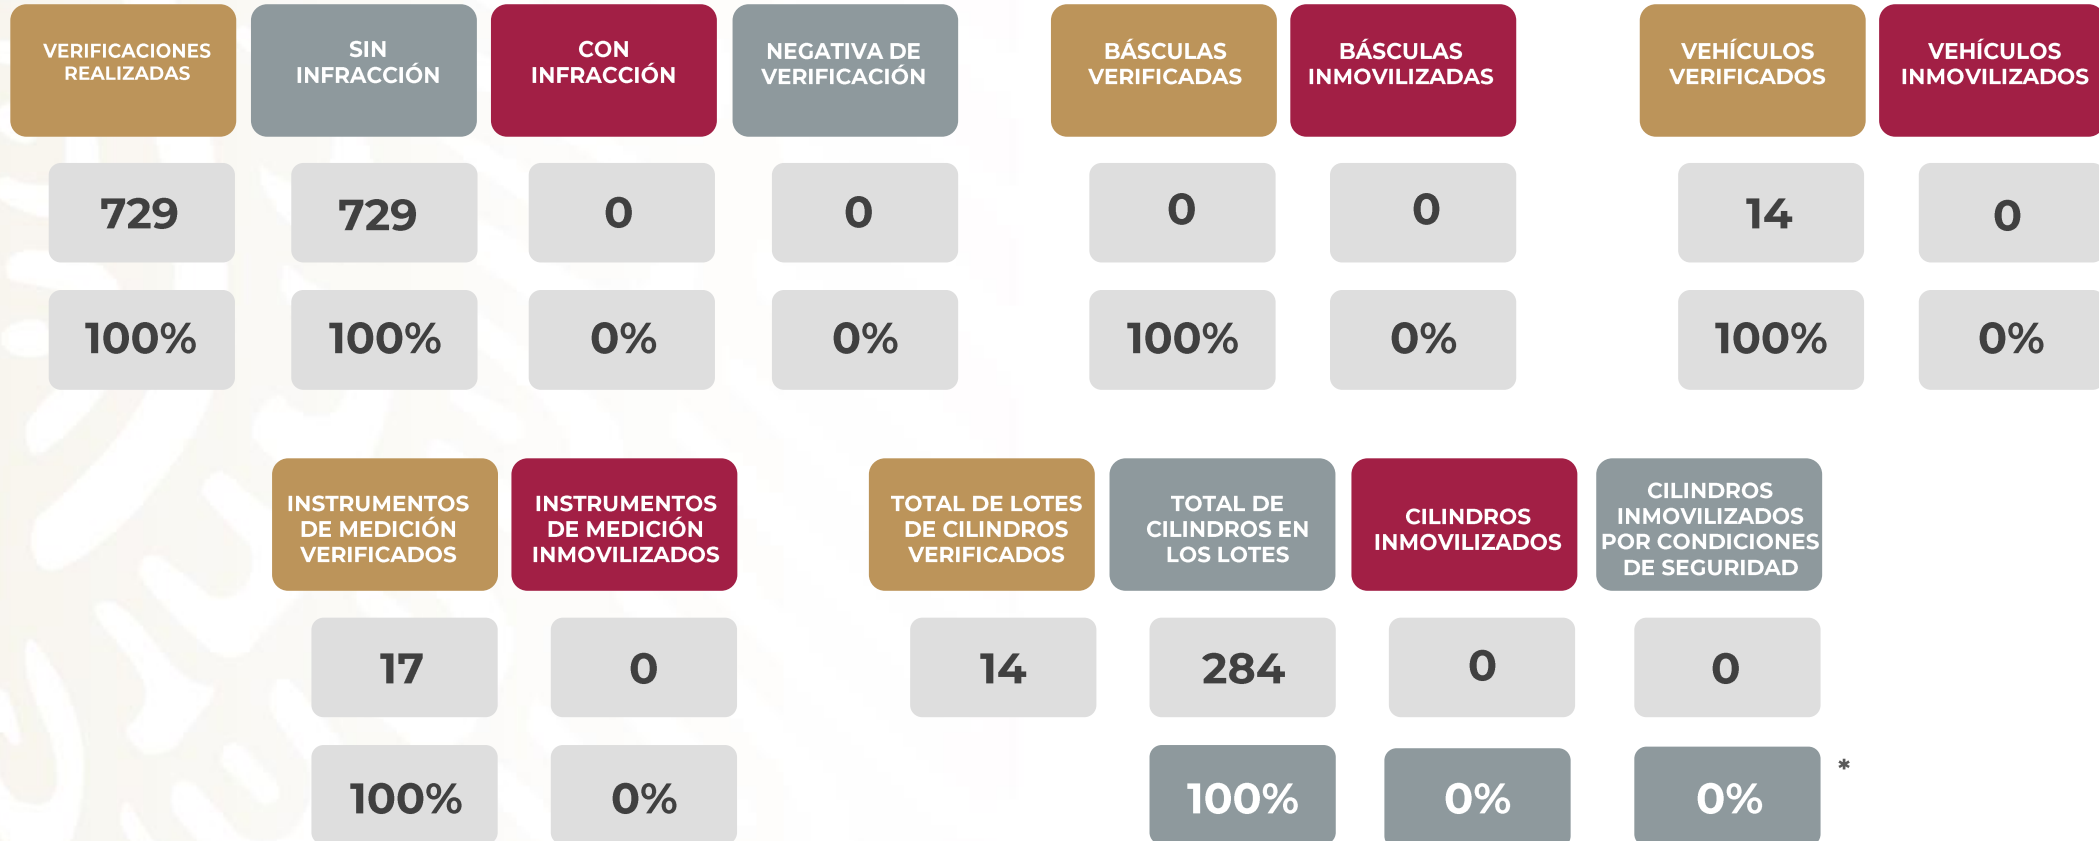 VERIFICACIONES
REALIZADAS
SIN
INFRACCIÓN
CON
INFRACCIÓN
NEGATIVA DE
VERIFICACIÓN
BÁSCULAS
VERIFICADAS
BÁSCULAS
INMOVILIZADAS
VEHÍCULOS
VERIFICADOS
VEHÍCULOS
INMOVILIZADOS
729
729
0
0
0
0
14
0
100%
100%
0%
0%
100%
0%
100%
0%
INSTRUMENTOS
DE MEDICIÓN
VERIFICADOS
INSTRUMENTOS
DE MEDICIÓN
INMOVILIZADOS
TOTAL DE LOTES
DE CILINDROS
VERIFICADOS
TOTAL DE
CILINDROS EN
LOS LOTES
CILINDROS
INMOVILIZADOS
CILINDROS
INMOVILIZADOS
POR CONDICIONES
DE SEGURIDAD
17
0
14
284
0
0
100%
0%
100%
0%
0%
*